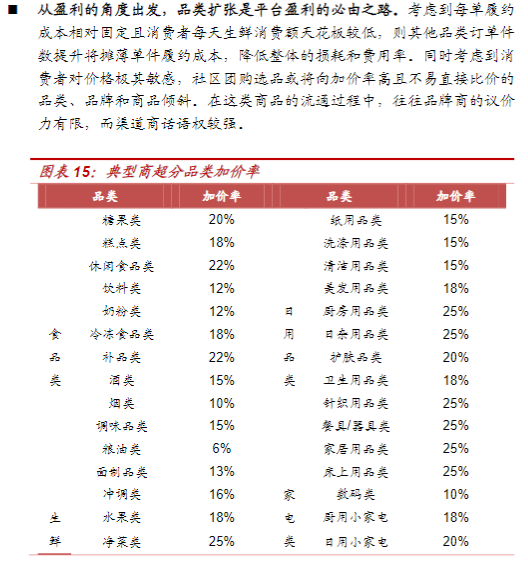 ■ 从盈利的角度出发，品类扩张是平台盈利的必由之路。考虑到每单履约
成本相对固定且消费者每天生鲜消费额天花板较低，则其他品类订单件
数提升将摊薄单件履约成本，降低整体的损耗和费用率。同时考虑到消
费者对价格极其敏感，社区团购选品或将向加价率高且不易直接比价的
品类、品牌和商品倾斜。在这类商品的流通过程中，往往品牌商的议价
力有限，而渠道商话语权较强。
图表 15：典型商超分品类加价率
品类 加价率 品类 加价率
糖果类 20% 纸用品类 15%
糕点类 18% 洗涤用品类 15%
休闲食品类 22% 清洁用品类 15%
饮料类 12% 美发用品类 18%
奶粉类 12% 日 厨房用品类 25%
食 冷冻食品类 18% 用 日杂用品类 25%
品 补品类 22% 品 护肤品类 20%
类 酒类 15% 类 卫生用品类 18%
烟类 10% 针织用品类 25%
调味品类 15% 餐具/器具类 25%
粮油类 6% 家居用品类 25%
面制品类 13% 床上用品类 25%
冲调类 16% 家 数码类 10%
生 水果类 18% 电 厨用小家电 18%
鲜 净菜类 25% 类 日用小家电 20%